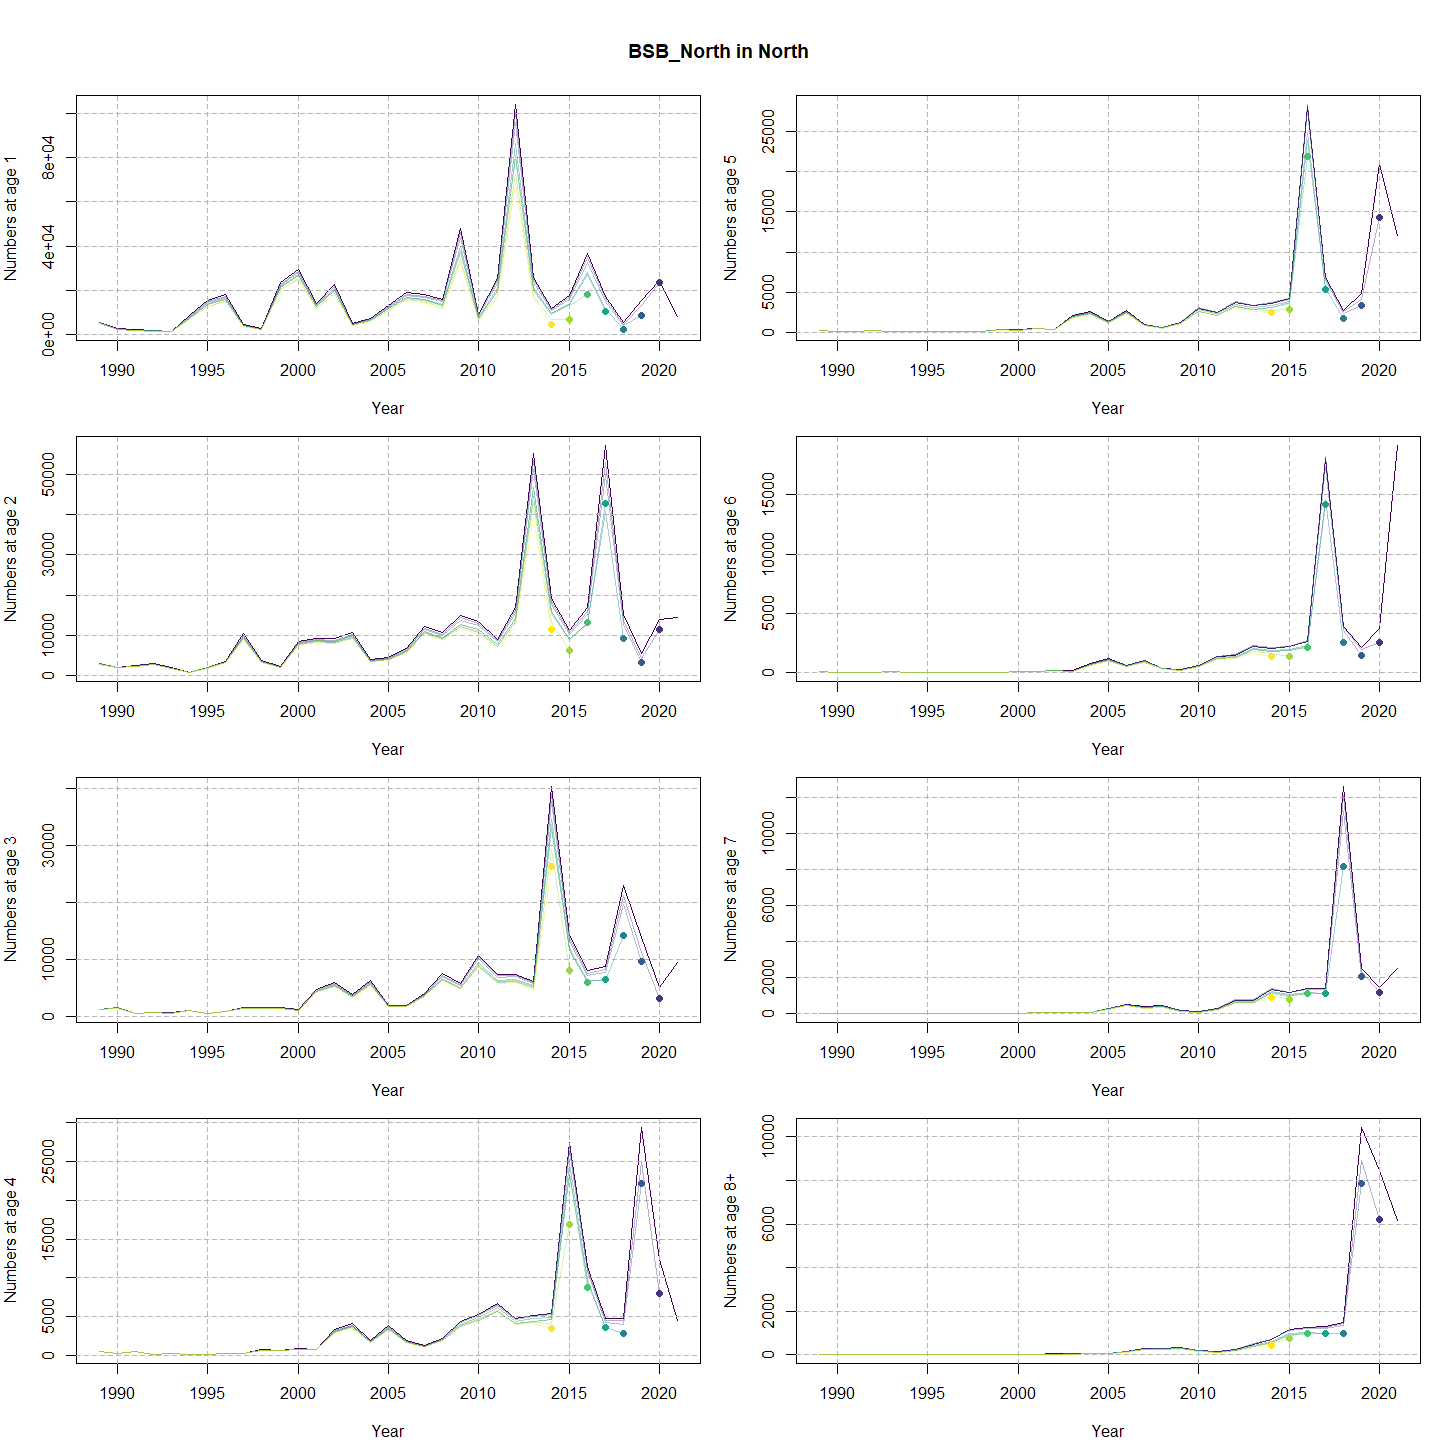 BSB_North in North
Numbers at age 1
0e+00 4e+04 8e+04
1990 1995 2000 2005 2010 2015 2020
Year
Numbers at age 5
0 5000 15000 25000
1990 1995 2000 2005 2010 2015 2020
Year
Numbers at age 2
0 10000 30000 50000
1990 1995 2000 2005 2010 2015 2020
Year
Numbers at age 6
0 5000 10000 15000
1990 1995 2000 2005 2010 2015 2020
Year
Numbers at age 3
0 10000 30000
1990 1995 2000 2005 2010 2015 2020
Year
Numbers at age 7
0 2000 6000 10000
1990 1995 2000 2005 2010 2015 2020
Year
Numbers at age 4
0 5000 15000 25000
1990 1995 2000 2005 2010 2015 2020
Year
Numbers at age 8+
0 2000 6000 10000
1990 1995 2000 2005 2010 2015 2020
Year